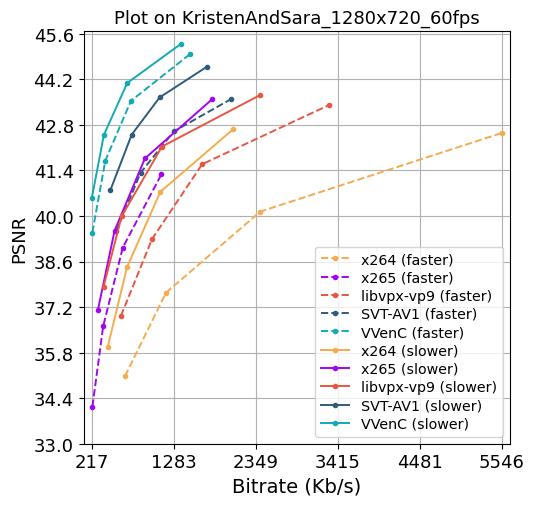 Plot on KristenAndSara_1280x720_60fps
45.6
44.2
42.8
41.4
40.0
38.6
37.2
35.8
34.4
33.0
PSNR
x264 (faster)
x265 (faster)
libvpx-vp9 (faster)
SVT-AV1 (faster)
VVenC (faster)
x264 (slower)
x265 (slower)
libvpx-vp9 (slower)
SVT-AV1 (slower)
VVenC (slower)
217 1283 2349 3415 4481 5546
Bitrate (Kb/s)